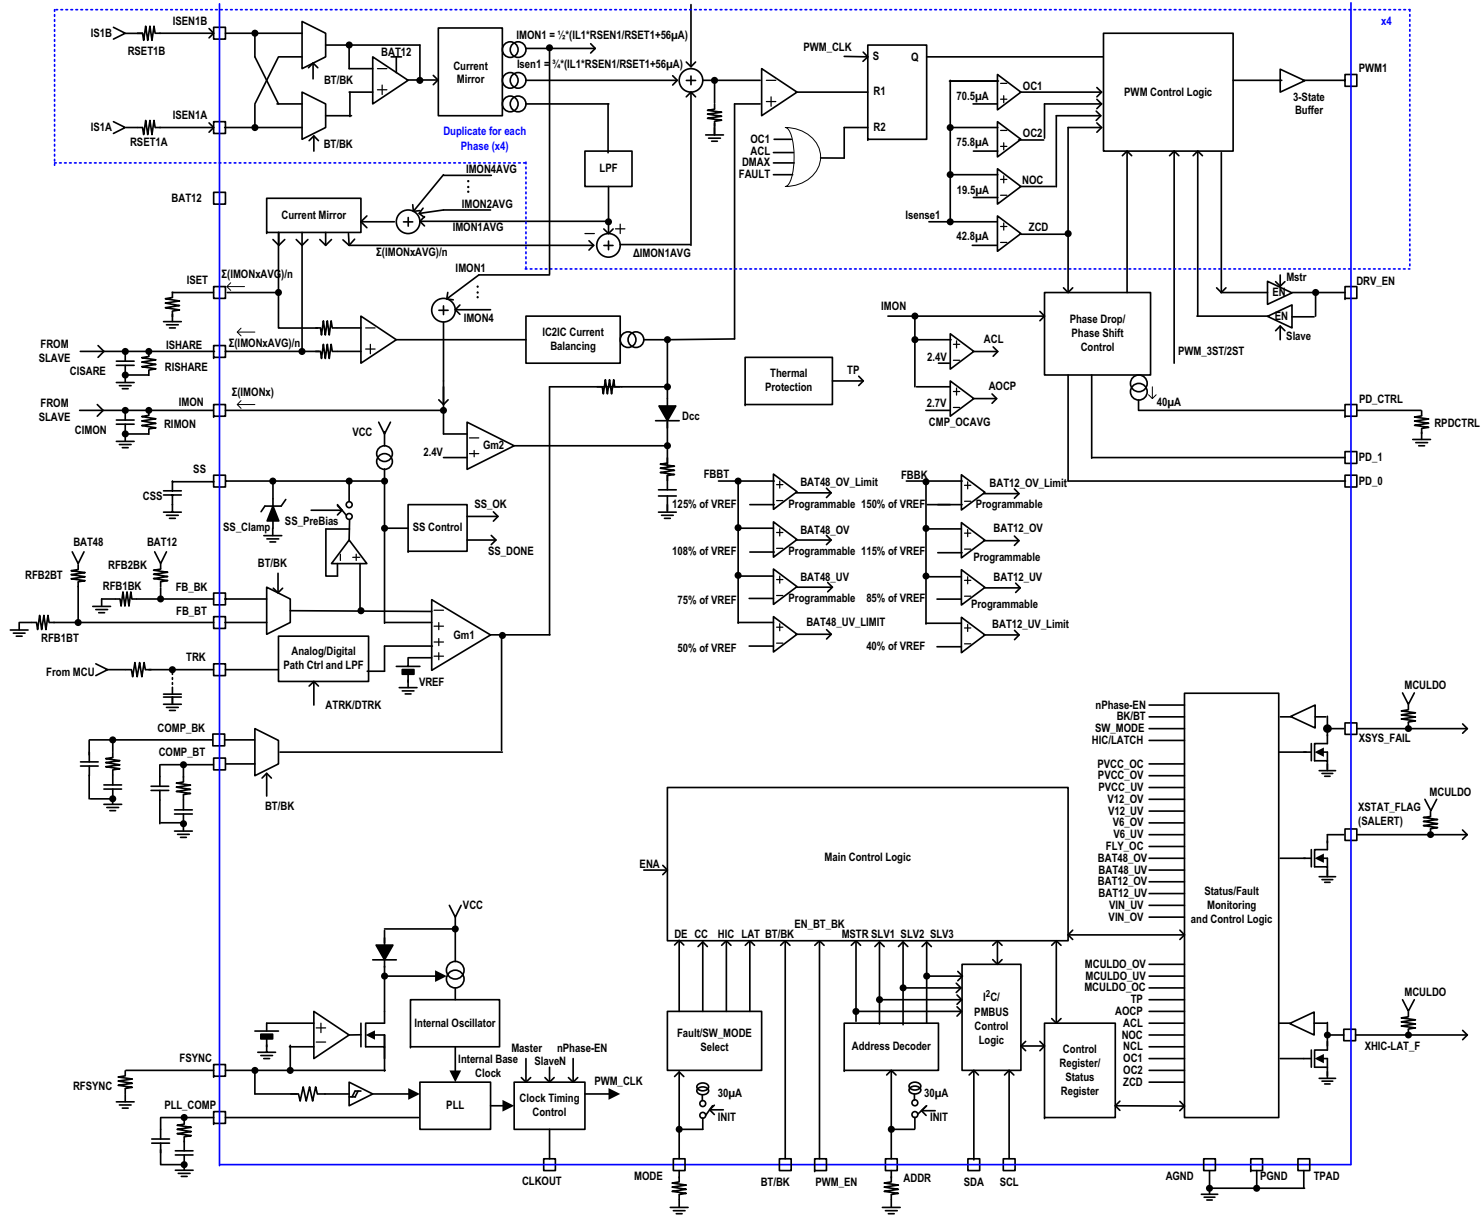 ISEN1B
x4
IS1B
RSET1B
BAT12
BT/BK
IMON1 = ½*(IL1*RSEN1/RSET1+56µA)
Isen1 = ¾*(IL1*RSEN1/RSET1+56µA)
Current
Mirror
ISEN1A
IS1A
RSET1A
BT/BK
Duplicate for each
Phase (x4)
PWM_CLK
S
Q
R1
R2
OC1
ACL
DMAX
FAULT
70.5µA
OC1
75.8µA
OC2
19.5µA
NOC
Isense1
42.8µA
ZCD
PWM Control Logic
3-State
Buffer
PWM1
LPF
BAT12
Current Mirror
IMON4AVG
IMON2AVG
IMON1AVG
Σ(IMONxAVG)/n
ΔIMON1AVG
ISET
Σ(IMONxAVG)/n
IMON1
IMON4
FROM
SLAVE
CISARE
RISHARE
ISHARE
Σ(IMONxAVG)/n
IC2IC Current
Balancing
FROM
SLAVE
CIMON
RIMON
IMON
Σ(IMONx)
2.4V
Gm2
Dcc
Thermal
Protection
TP
IMON
2.4V
ACL
2.7V
AOCP
CMP_OCAVG
Phase Drop/
Phase Shift
Control
40µA
PWM_3ST/2ST
Mstr
EN
EN
Slave
DRV_EN
PD_CTRL
RPDCTRL
PD_1
PD_0
VCC
SS
CSS
SS_Clamp
SS_PreBias
SS Control
SS_OK
SS_DONE
BAT48
BAT12
RFB2BT
RFB2BK
RFB1BK
FB_BK
FB_BT
RFB1BT
BT/BK
Gm1
VREF
TRK
From MCU
Analog/Digital
Path Ctrl and LPF
ATRK/DTRK
COMP_BK
COMP_BT
BT/BK
FBBT
125% of VREF
BAT48_OV_Limit
Programmable
108% of VREF
BAT48_OV
Programmable
75% of VREF
BAT48_UV
Programmable
50% of VREF
BAT48_UV_LIMIT
FBBK
150% of VREF
BAT12_OV_Limit
Programmable
115% of VREF
BAT12_OV
Programmable
85% of VREF
BAT12_UV
Programmable
40% of VREF
BAT12_UV_Limit
ENA
Main Control Logic
DE
CC
HIC
LAT
BT/BK
EN_BT_BK
MSTR
SLV1
SLV2
SLV3
nPhase-EN
BK/BT
SW_MODE
HIC/LATCH
PVCC_OC
PVCC_OV
PVCC_UV
V12_OV
V12_UV
V6_OV
V6_UV
FLY_OC
BAT48_OV
BAT48_UV
BAT12_OV
BAT12_UV
VIN_UV
VIN_OV
MCULDO_OV
MCULDO_UV
MCULDO_OC
TP
AOCP
ACL
NOC
NCL
OC1
OC2
ZCD
Status/Fault
Monitoring
and Control Logic
MCULDO
XSYS_FAIL
MCULDO
XSTAT_FLAG
(SALERT)
MCULDO
XHIC-LAT_F
VCC
Internal Oscillator
Internal Base
Clock
FSYNC
RFSYNC
PLL_COMP
PLL
Master
SlaveN
nPhase-EN
Clock Timing
Control
PWM_CLK
CLKOUT
Fault/SW_MODE
Select
30µA
INIT
Address Decoder
30µA
INIT
I²C/
PMBUS
Control
Logic
Control
Register/
Status
Register
MODE
BT/BK
PWM_EN
ADDR
SDA
SCL
AGND
PGND
TPAD